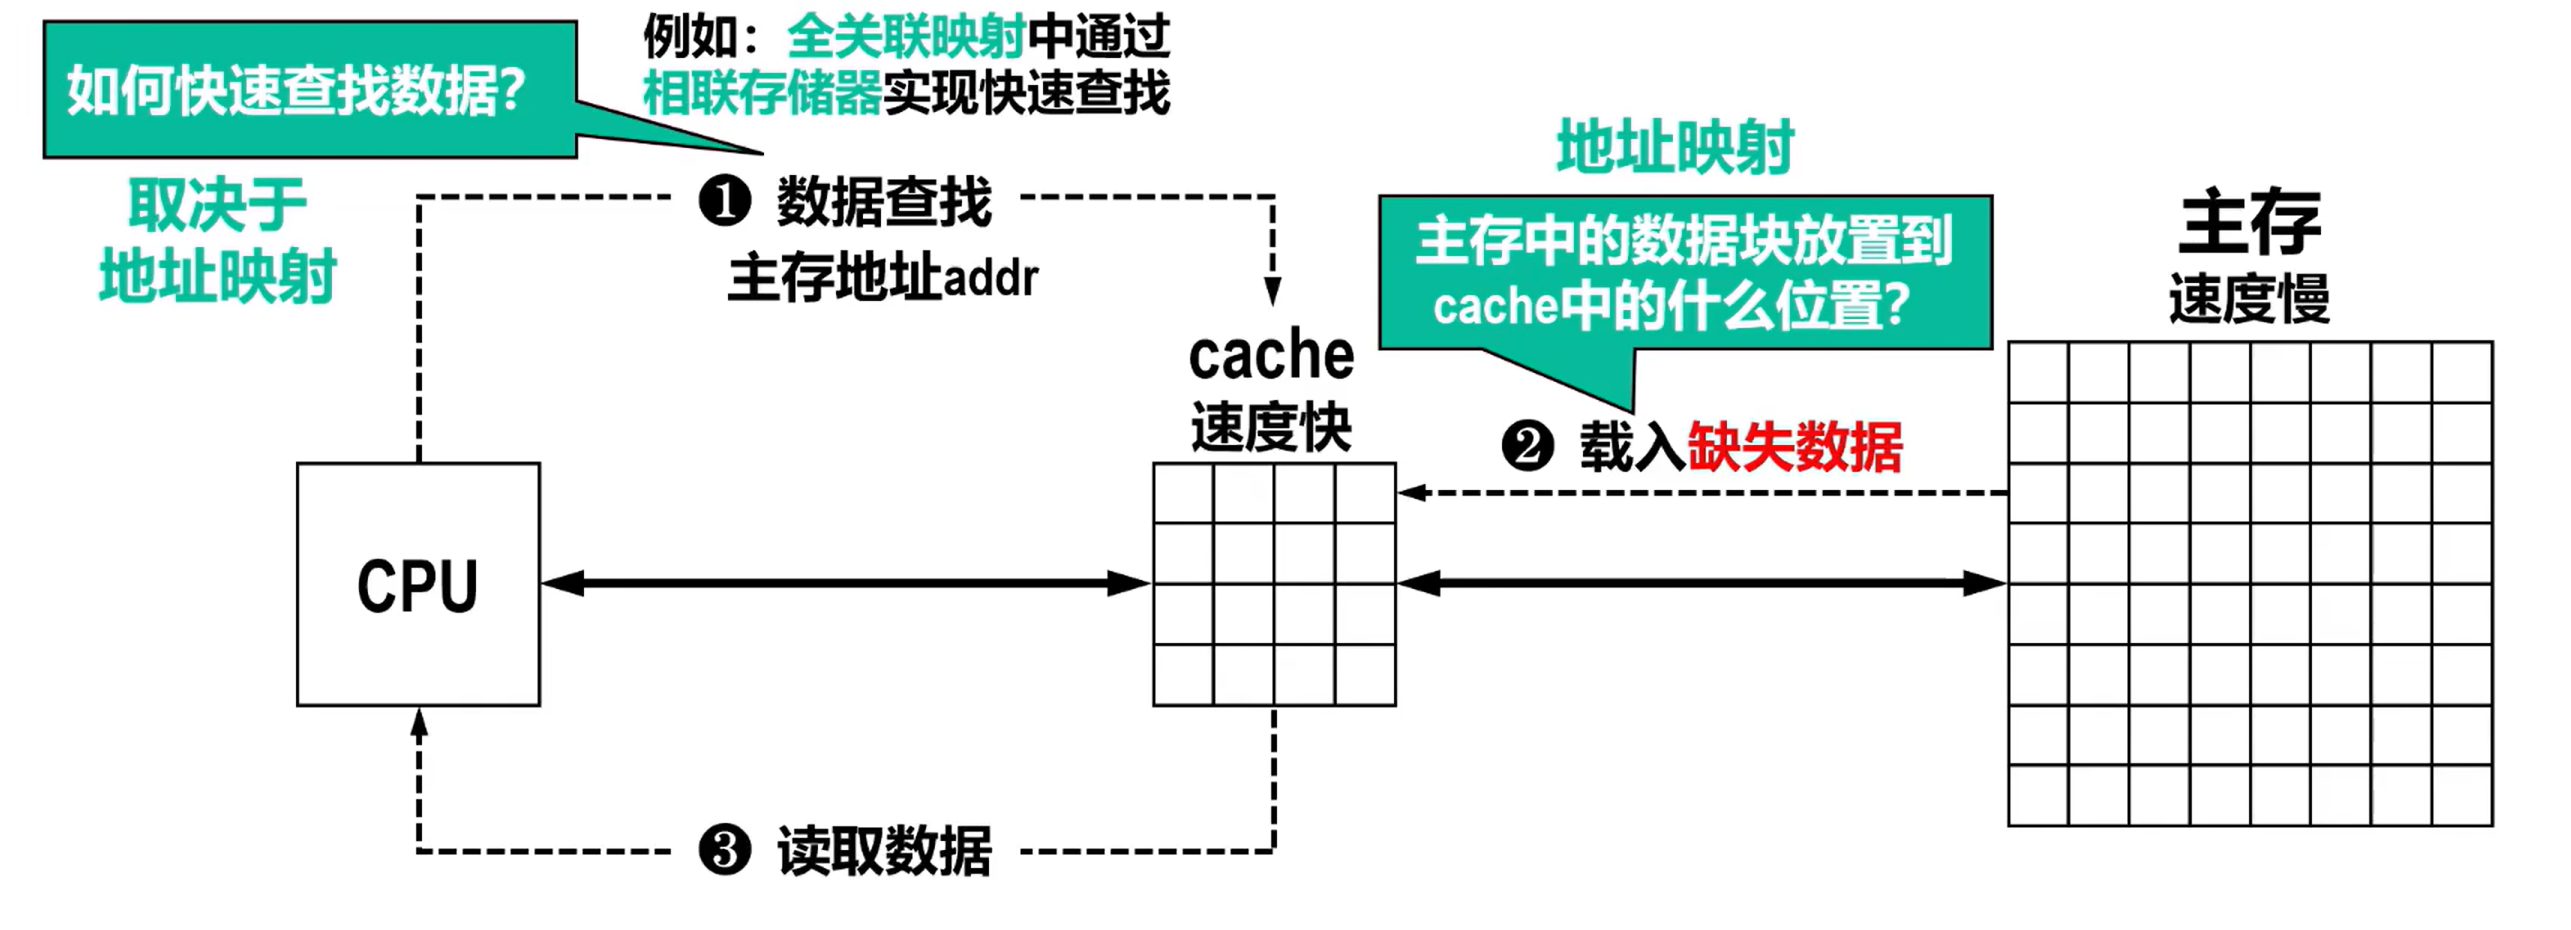 如何快速查找数据?
例如：全关联映射中通过
相联存储器实现快速查找
取决于
地址映射
❶ 数据查找
主存地址addr
地址映射
主存中的数据块放置到
cache中的什么位置?
主存
速度慢
cache
速度快
❷ 载入缺失数据
CPU
❸ 读取数据